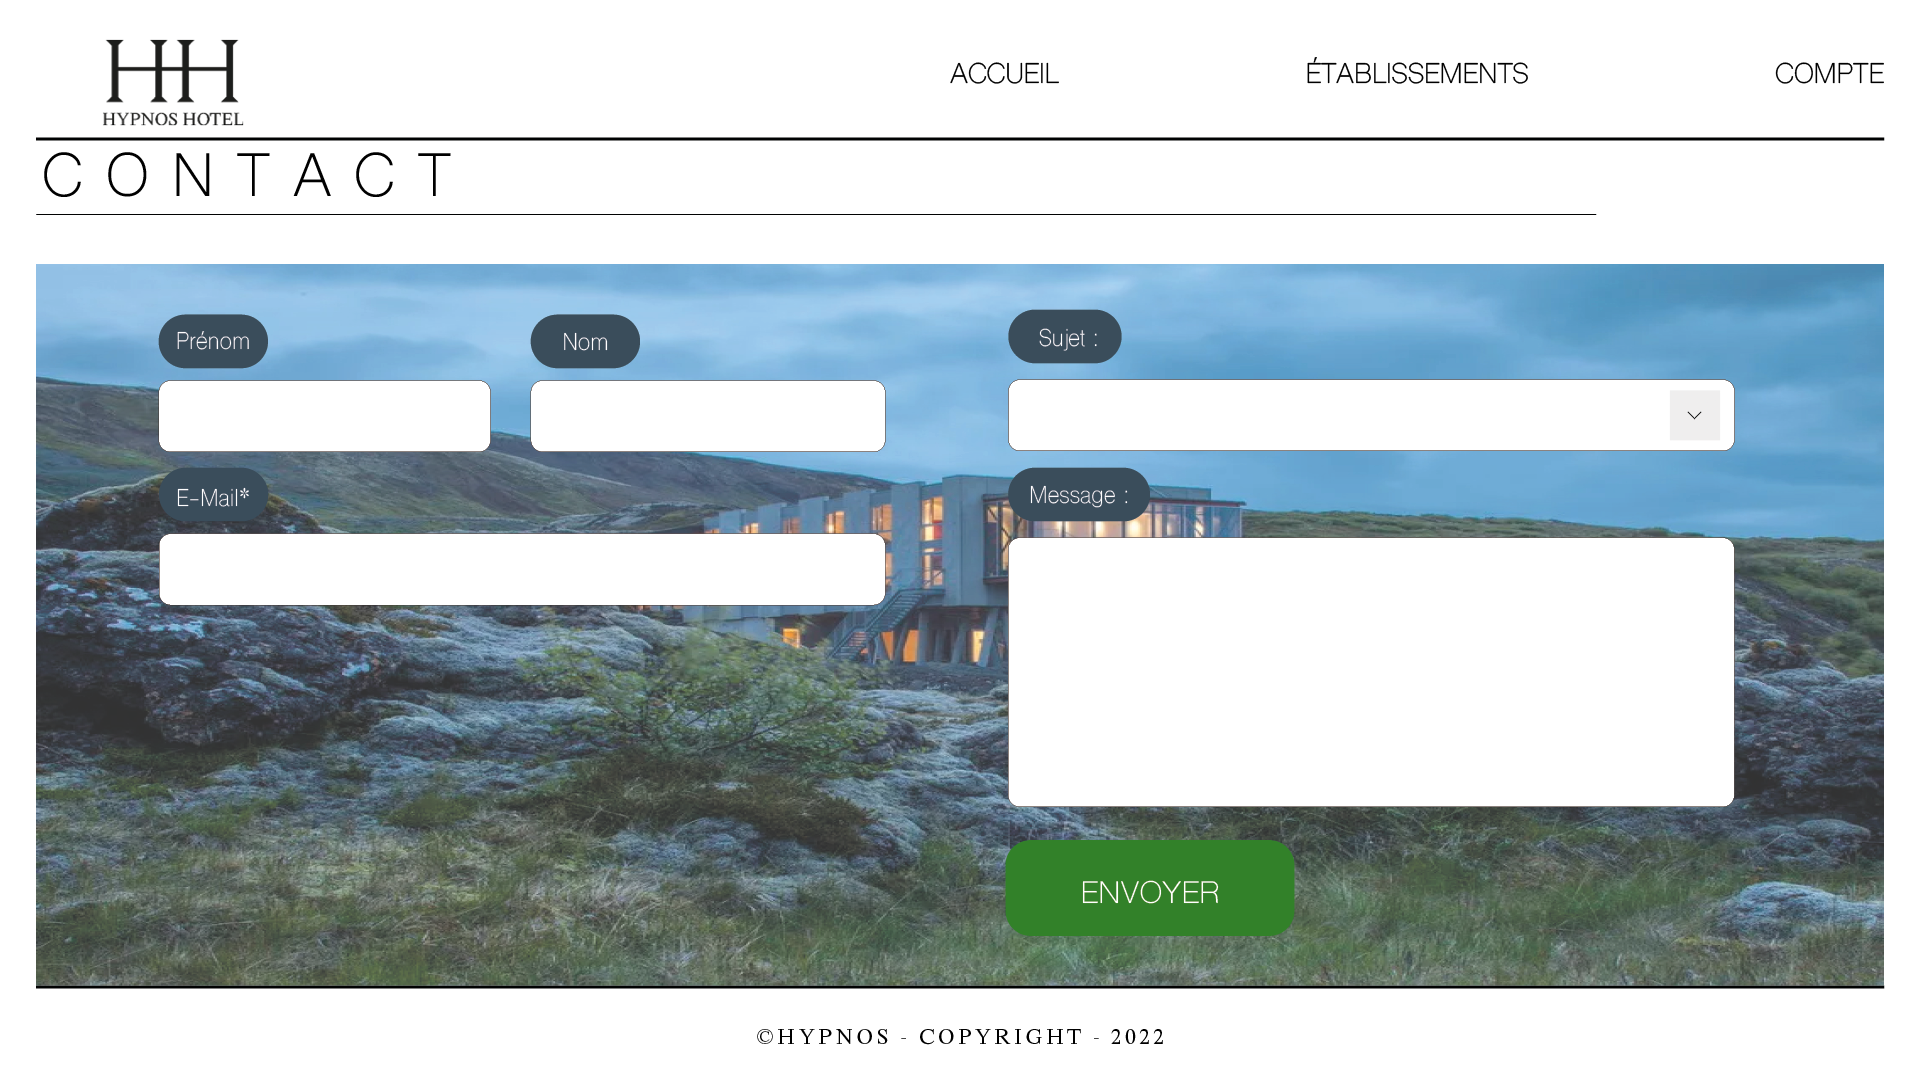 HH
HYPNOS HOTEL
ACCUEIL
ÉTABLISSEMENTS
COMPTE
CONTACT
Prénom
Nom
E-Mail*
Sujet :
Message :
ENVOYER
©HYPNOS - COPYRIGHT - 2022